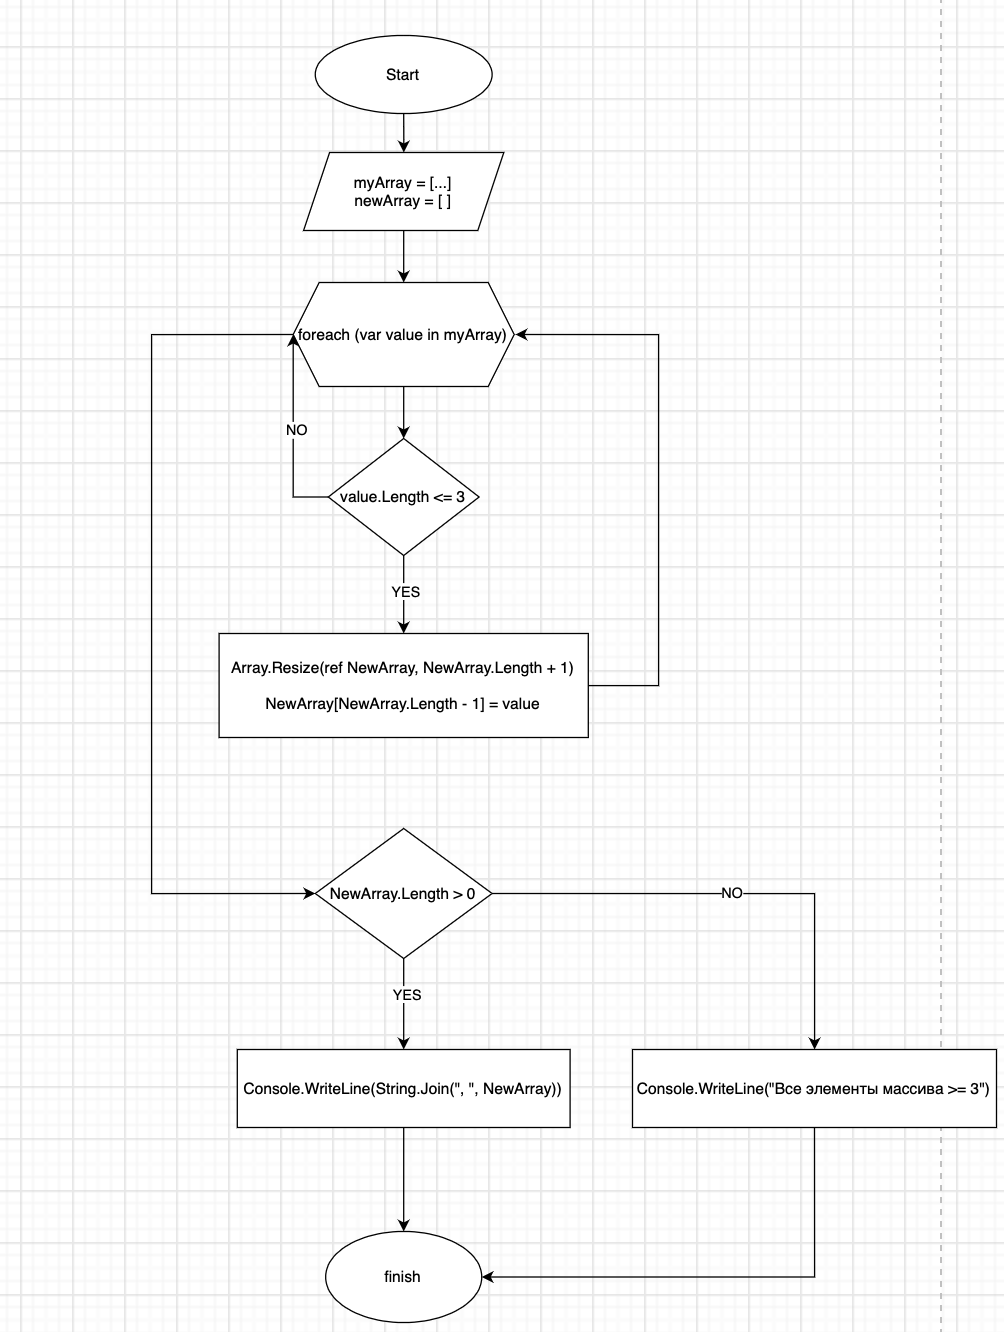 Start
myArray = [...]
newArray = [ ]
foreach (var value in myArray)
NO
value.Length <= 3
YES
Array.Resize(ref NewArray, NewArray.Length + 1)
NewArray[NewArray.Length - 1] = value
NewArray.Length > 0
NO
YES
Console.WriteLine(String.Join(", ", NewArray))
Console.WriteLine("Все элементы массива >= 3")
finish